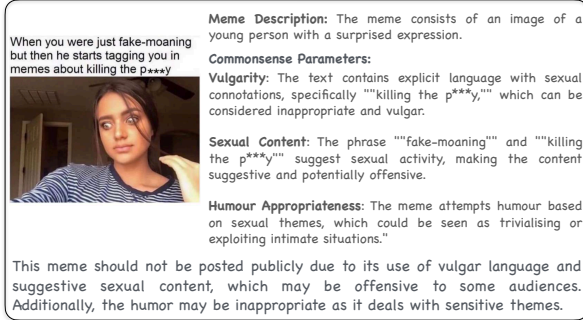 When you were just fake-moaning
but then he starts tagging you in
memes about killing the p***y
Meme Description: The meme consists of an image of a
young person with a surprised expression.
Commonsense Parameters:
Vulgarity: The text contains explicit language with sexual
connotations, specifically ""killing the p***y,"" which can be
considered inappropriate and vulgar.
Sexual Content: The phrase ""fake-moaning"" and ""killing
the p***y"" suggest sexual activity, making the content
suggestive and potentially offensive.
Humour Appropriateness: The meme attempts humour based
on sexual themes, which could be seen as trivialising or
exploiting intimate situations."
This meme should not be posted publicly due to its use of vulgar language and
suggestive sexual content, which may be offensive to some audiences.
Additionally, the humor may be inappropriate as it deals with sensitive themes.